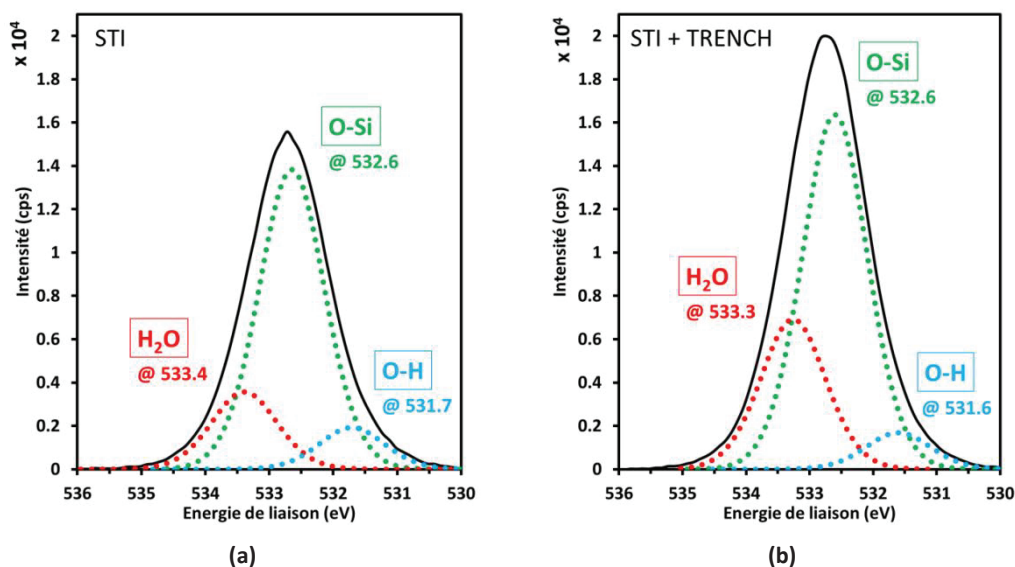 x 10⁴
STI
2
1.8
1.6
1.4
1.2
1
0.8
0.6
0.4
0.2
0
Intensité (cps)
O-Si
@ 532.6
H₂O
@ 533.4
O-H
@ 531.7
536 535 534 533 532 531 530
Energie de liaison (eV)
(a)
x 10⁴
STI + TRENCH
2
1.8
1.6
1.4
1.2
1
0.8
0.6
0.4
0.2
0
Intensité (cps)
O-Si
@ 532.6
H₂O
@ 533.3
O-H
@ 531.6
536 535 534 533 532 531 530
Energie de liaison (eV)
(b)